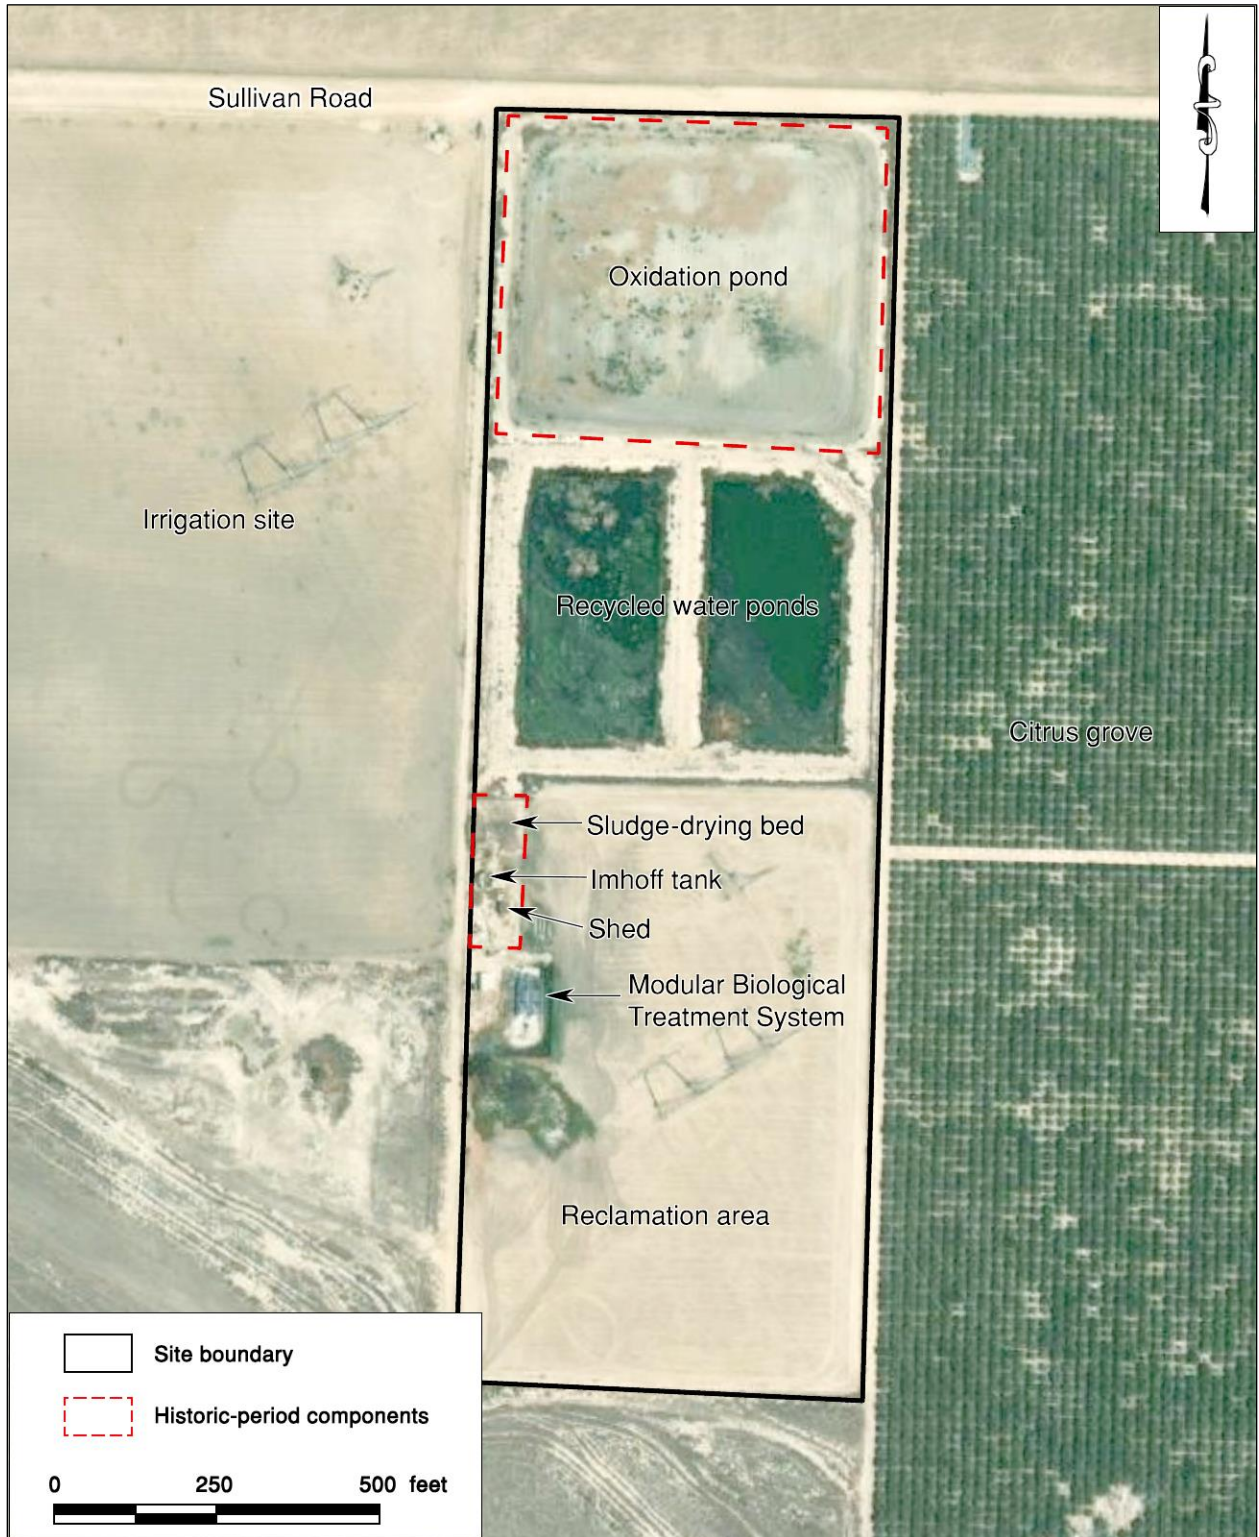 Sullivan Road
Oxidation pond
Irrigation site
Recycled water ponds
Citrus grove
Sludge-drying bed
Imhoff tank
Shed
Modular Biological
Treatment System
Reclamation area
Site boundary
Historic-period components
0 250 500 feet